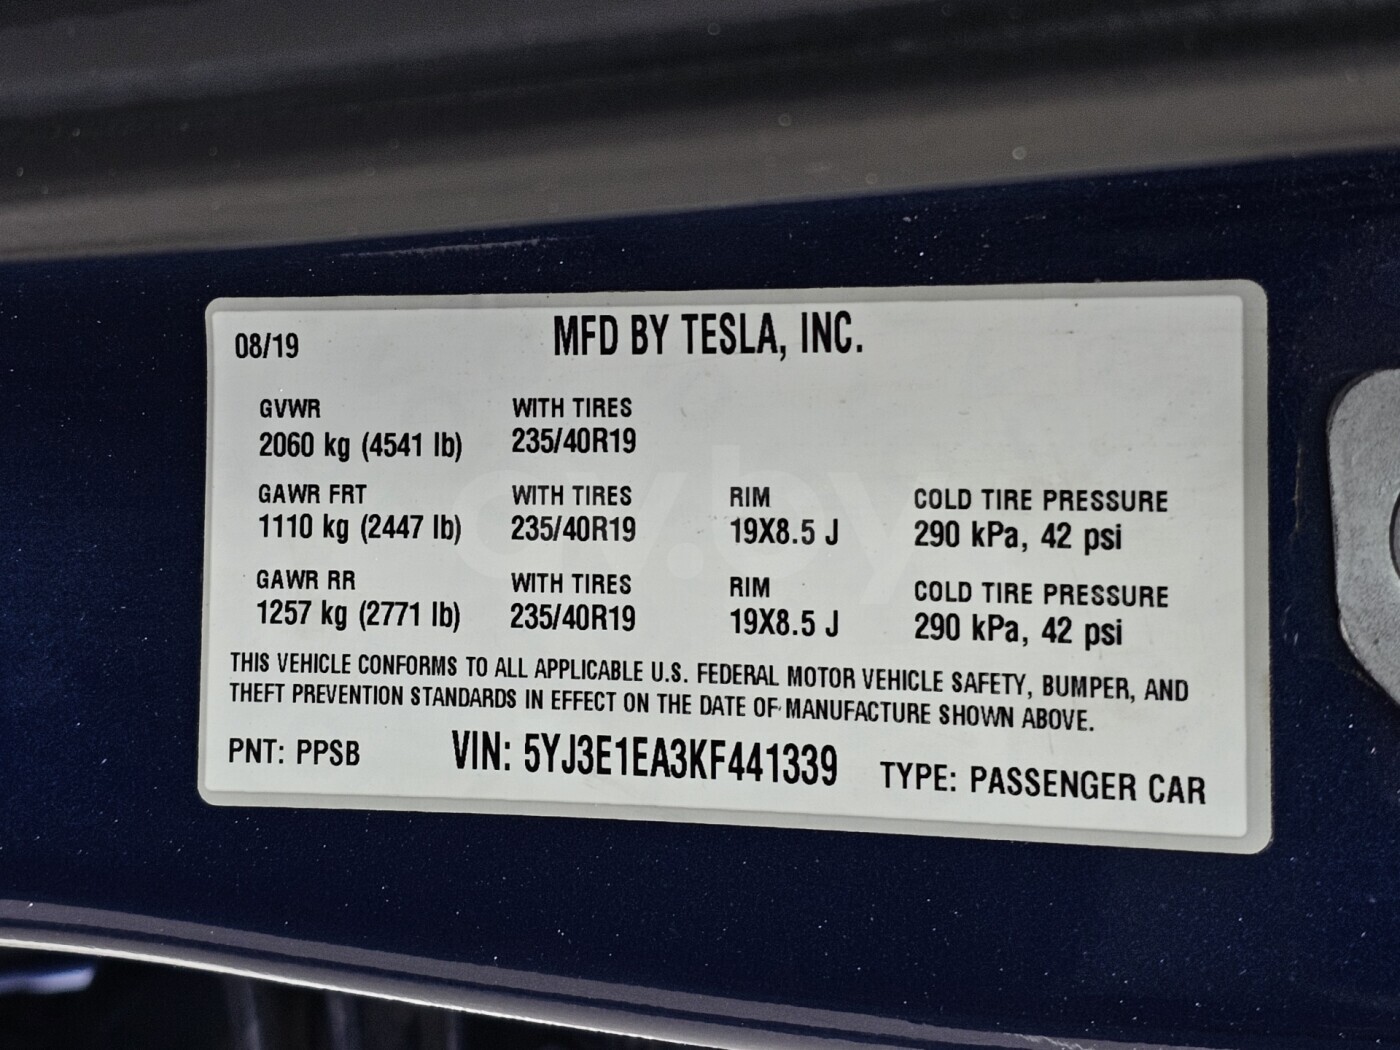 08/19 MFD BY TESLA, INC.
GVWR WITH TIRES
2060 kg (4541 lb) 235/40R19
GAWR FRT WITH TIRES RIM COLD TIRE PRESSURE
1110 kg (2447 lb) 235/40R19 19X8.5 J 290 kPa, 42 psi
GAWR RR WITH TIRES RIM COLD TIRE PRESSURE
1257 kg (2771 lb) 235/40R19 19X8.5 J 290 kPa, 42 psi
THIS VEHICLE CONFORMS TO ALL APPLICABLE U.S. FEDERAL MOTOR VEHICLE SAFETY, BUMPER, AND
THEFT PREVENTION STANDARDS IN EFFECT ON THE DATE OF MANUFACTURE SHOWN ABOVE.
PNT: PPSB VIN: 5YJ3E1EA3KF441339 TYPE: PASSENGER CAR
av.by